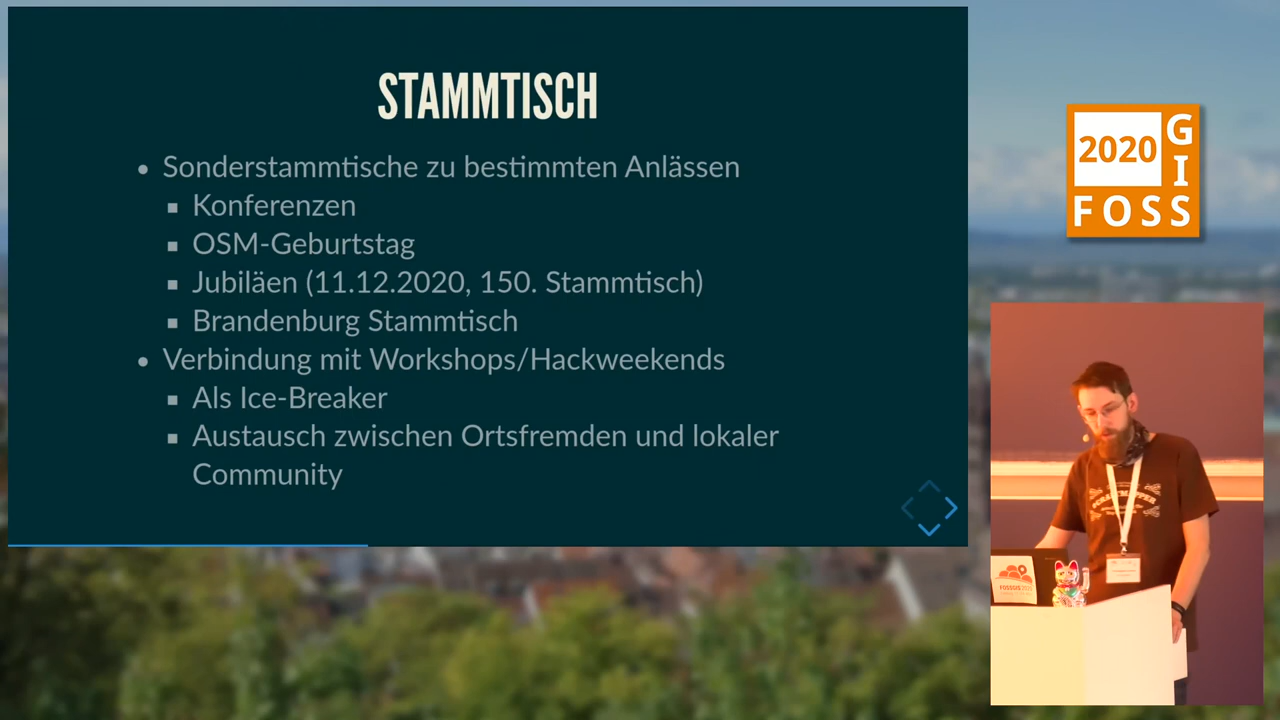 STAMMTISCH
• Sonderstammtische zu bestimmten Anlässen
▪ Konferenzen
▪ OSM-Geburtstag
▪ Jubiläen (11.12.2020, 150. Stammtisch)
▪ Brandenburg Stammtisch
• Verbindung mit Workshops/Hackweekends
▪ Als Ice-Breaker
▪ Austausch zwischen Ortsfremden und lokaler
Community
2020
G
I
FOSS
FOSSGIS